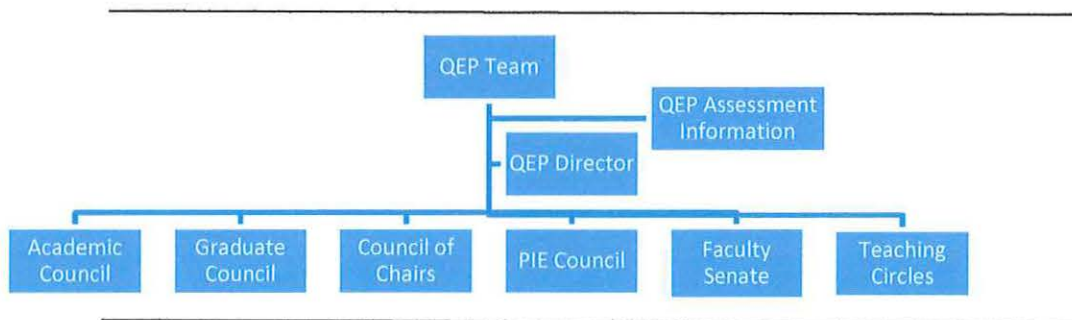 QEP Team
QEP Assessment
Information
QEP Director
Academic
Council
Graduate
Council
Council of
Chairs
PIE Council
Faculty
Senate
Teaching
Circles